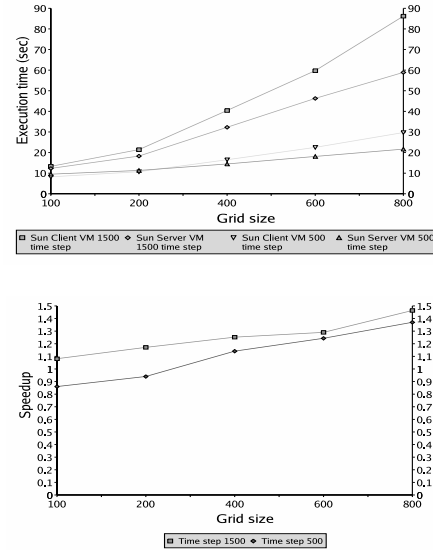 90 90
80 80
70 70
60 60
50 50
40 40
30 30
20 20
10 10
0 0
Execution time (sec)
100 200 400 600 800
Grid size
Sun Client VM 1500 time step
Sun Server VM 1500 time step
Sun Client VM 500 time step
Sun Server VM 500 time step
1.5 1.5
1.4 1.4
1.3 1.3
1.2 1.2
1.1 1.1
1 1
0.9 0.9
0.8 0.8
0.7 0.7
0.6 0.6
0.5 0.5
0.4 0.4
0.3 0.3
0.2 0.2
0.1 0.1
0 0
Speedup
100 200 400 600 800
Grid size
Time step 1500 Time step 500